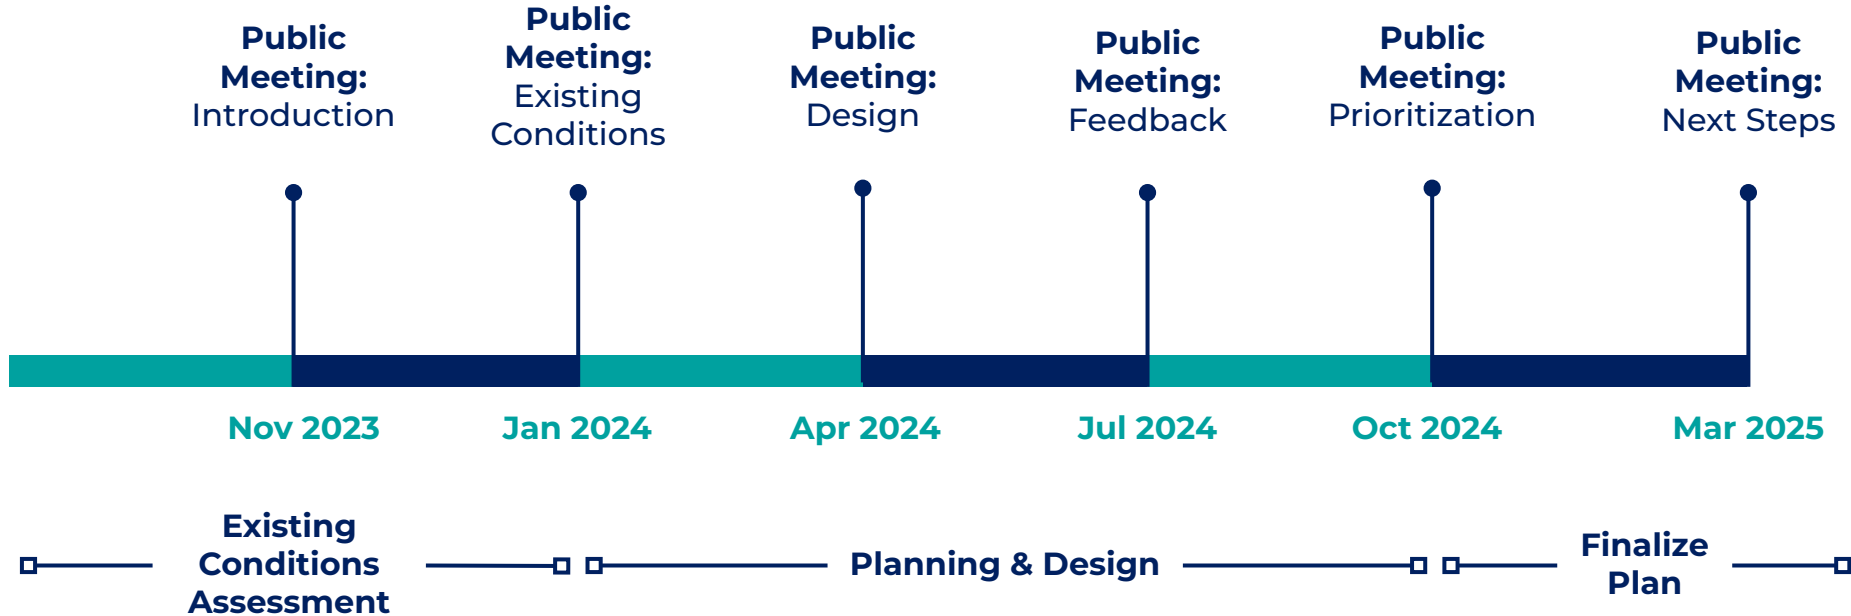 Public
Meeting:
Introduction
Public
Meeting:
Existing
Conditions
Public
Meeting:
Design
Public
Meeting:
Feedback
Public
Meeting:
Prioritization
Public
Meeting:
Next Steps
Nov 2023
Jan 2024
Apr 2024
Jul 2024
Oct 2024
Mar 2025
Existing
Conditions
Assessment
Planning & Design
Finalize
Plan